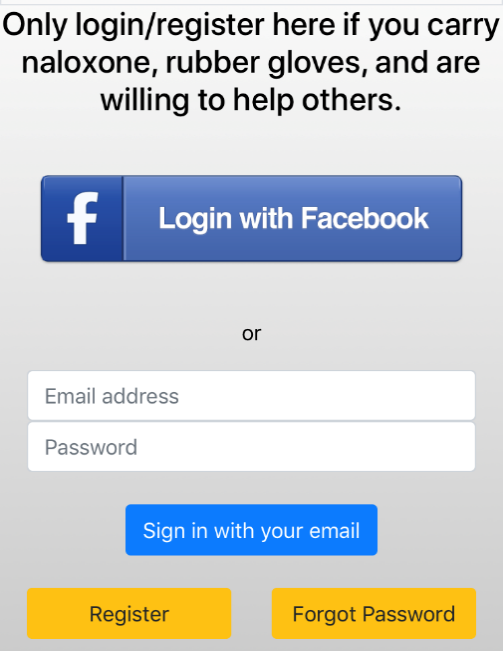 Only login/register here if you carry
naloxone, rubber gloves, and are
willing to help others.
f Login with Facebook
or
Email address
Password
Sign in with your email
Register Forgot Password